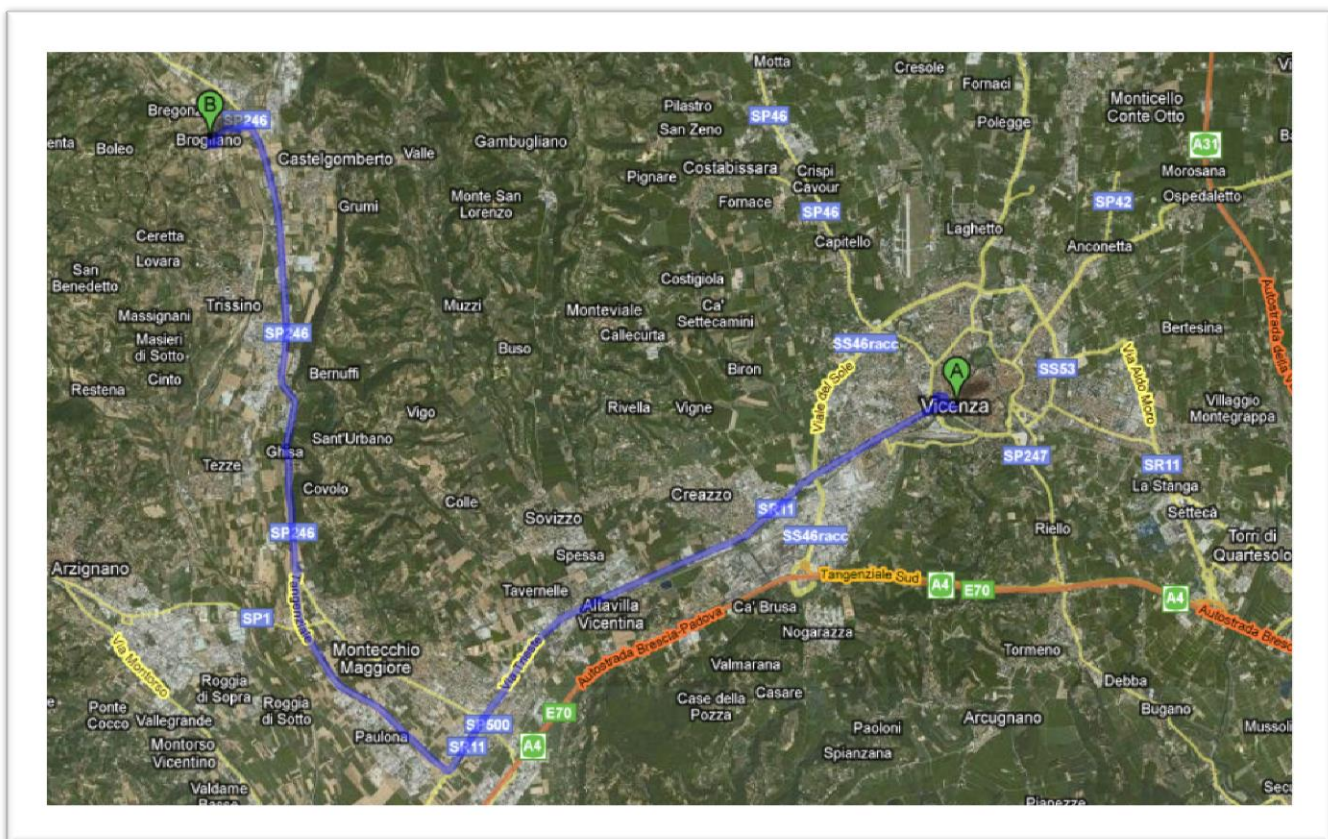 Motta
Cresole
Fornaci
Monticello
Conte Otto
Bregonz
B
SP246
Brogliano
Pilastro
SP46
San Zeno
Polegge
A31
Boleo
Castelgomberto
Valle
Gambugliano
Pignare
Costabissara
Crispi
Cavour
Morosana
Grumi
Monte San
Lorenzo
Fornace
SP46
SP42
Ospedaletto
Ceretta
Lovara
Capitello
Laghetto
Anconetta
San
Benedetto
Costigiola
Trissino
Muzzi
Monteviale
Ca'
Settecamini
Massignani
Masieri
di Sotto
SP246
Callecurta
SS46racc
Bertesina
Autostrada della V
Buso
Cinto
Restena
Bernuffi
Biron
Viale del Sole
A
SS53
Via Aldo Moro
Vicenza
Villaggio
Montegrappa
Vigo
Rivella
Vigne
Sant'Urbano
Ghisa
Tezze
SP247
SR11
Covolo
Colle
Creazzo
La Stanga
SR11
Settecà
Sovizzo
SP246
SS46racc
Riello
Torri di
Quartesolo
Spessa
Arzignano
Tavernelle
Tangenziale Sud
A4
E70
A4
Tangenziale
Altavilla
Vicentina
Ca' Brusa
Autostrada Bresc
SP1
Nogarazza
Via Montorso
Montecchio
Maggiore
Via Trieste
Autostrada Brescia-Padova
Tormeno
Valmarana
Roggia
di Sopra
Debba
Ponte
Cocco
Vallegrande
Roggia
di Sotto
Case della
Pozza
Casare
Bugano
SP500
E70
Arcugnano
Paulona
SR11
A4
Paoloni
Mussoli
Montorso
Vicentino
Spianzana
Valdame